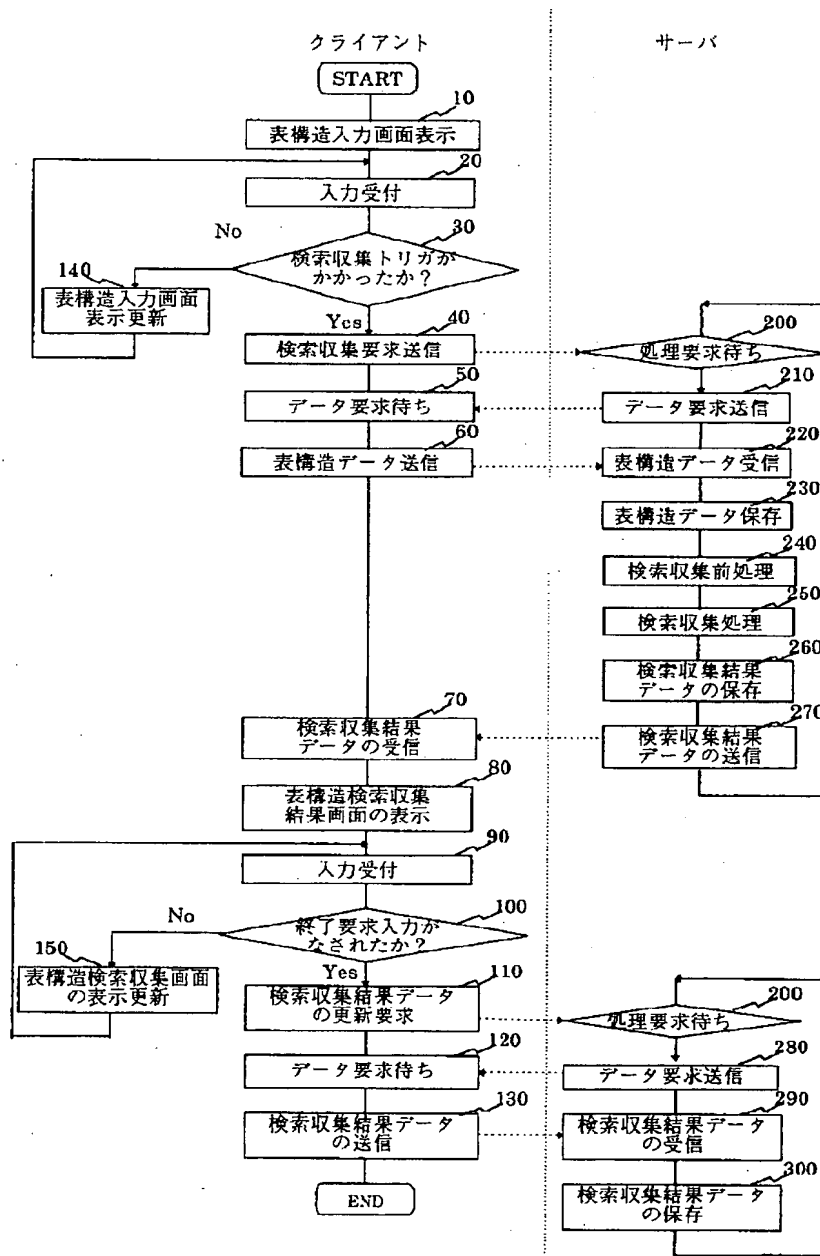 クライアント
サーバ
START
10
表構造入力画面表示
20
入力受付
30
No
検索収集トリガが
かかったか？
140
表構造入力画面
表示更新
Yes
40
検索収集要求送信
200
処理要求待ち
50
データ要求待ち
210
データ要求送信
60
表構造データ送信
220
表構造データ受信
230
表構造データ保存
240
検索収集前処理
250
検索収集処理
260
検索収集結果
データの保存
70
検索収集結果
データの受信
270
検索収集結果
データの送信
80
表構造検索収集
結果画面の表示
90
入力受付
100
No
終了要求入力が
なされたか？
150
表構造検索収集画面
の表示更新
Yes
110
検索収集結果データ
の更新要求
200
処理要求待ち
120
データ要求待ち
280
データ要求送信
130
検索収集結果データ
の送信
290
検索収集結果データ
の受信
END
300
検索収集結果データ
の保存